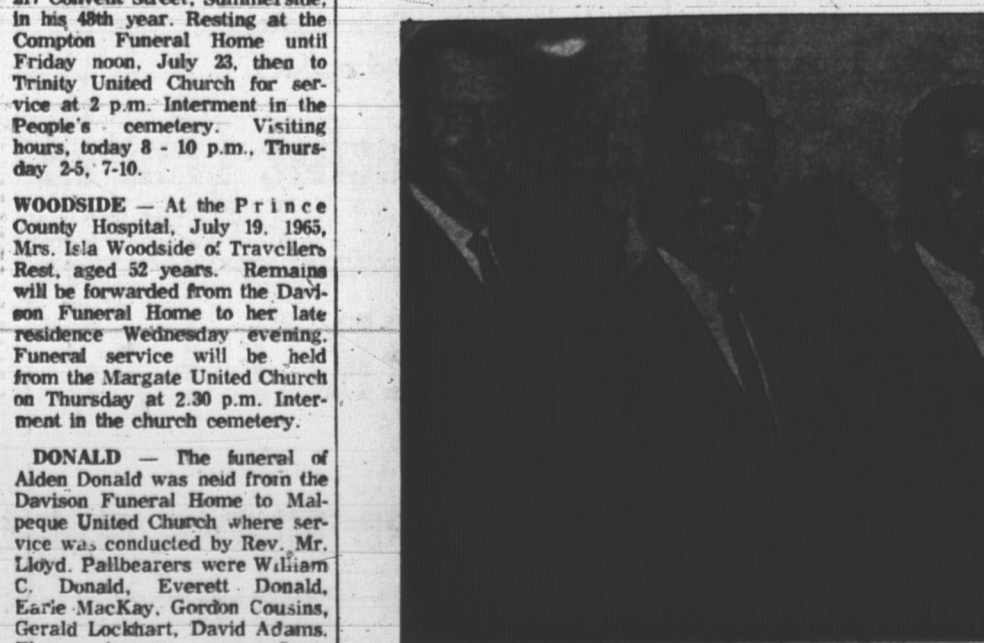 217 Convent Street, Summerside,
in his 48th year. Resting at the
Compton Funeral Home until
Friday noon, July 23, then to
Trinity United Church for ser-
vice at 2 p.m. Interment in the
People's cemetery. Visiting
hours, today 8 - 10 p.m., Thurs-
day 2-5, 7-10.
WOODSIDE — At the Prince
County Hospital, July 19, 1965,
Mrs. Isla Woodside of Travellers
Rest, aged 52 years. Remains
will be forwarded from the Davi-
son Funeral Home to her late
residence Wednesday evening.
Funeral service will be held
from the Margate United Church
on Thursday at 2.30 p.m. Inter-
ment in the church cemetery.
DONALD — The funeral of
Alden Donald was neid from the
Davison Funeral Home to Mal-
peque United Church where ser-
vice was conducted by Rev. Mr.
Lloyd. Pallbearers were William
C. Donald, Everett Donald,
Earle MacKay, Gordon Cousins,
Gerald Lockhart, David Adams.